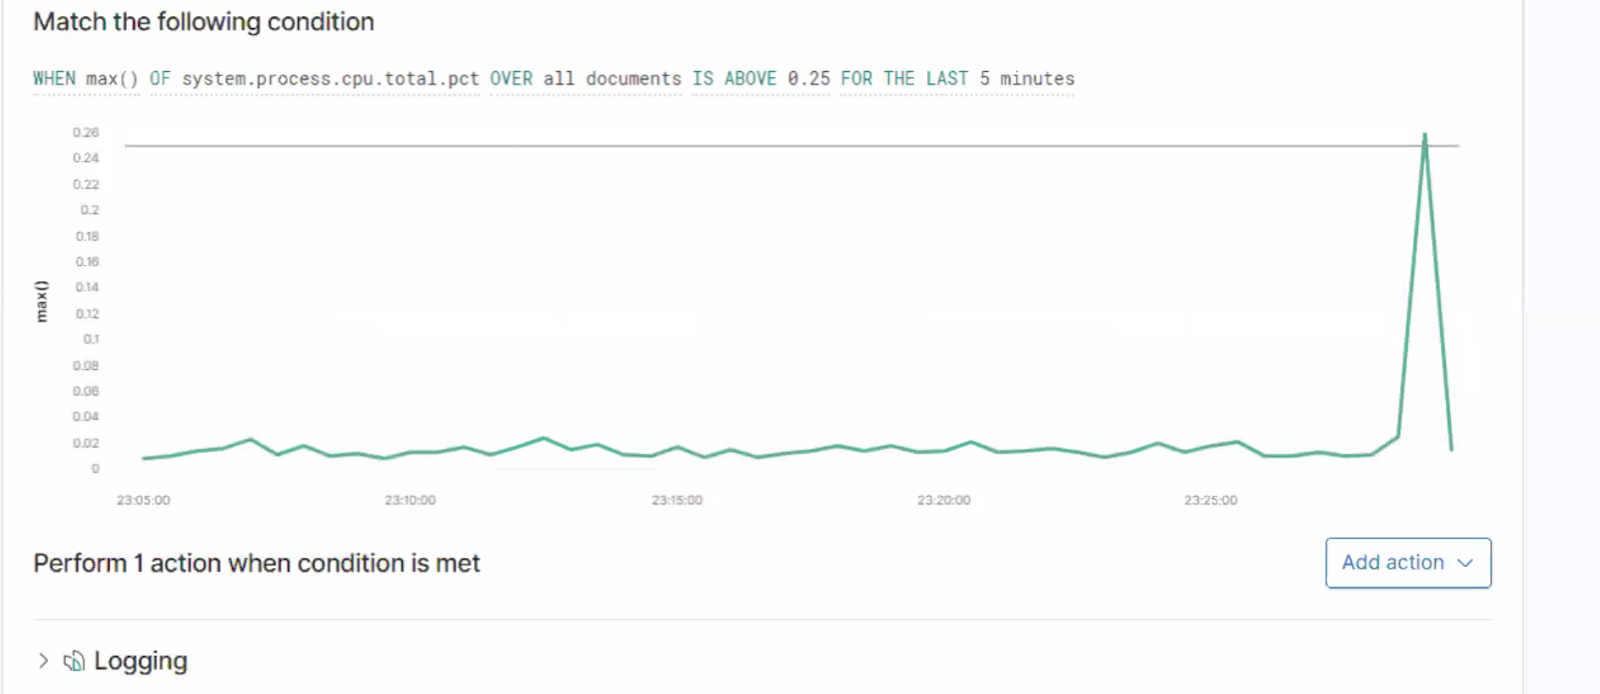 Match the following condition
WHEN max() OF system.process.cpu.total.pct OVER all documents IS ABOVE 0.25 FOR THE LAST 5 minutes
0.26
0.24
0.22
0.2
0.18
0.16
0.14
0.12
0.1
0.08
0.06
0.04
0.02
0
max()
23:05:00 23:10:00 23:15:00 23:20:00 23:25:00
Perform 1 action when condition is met
Add action
Logging